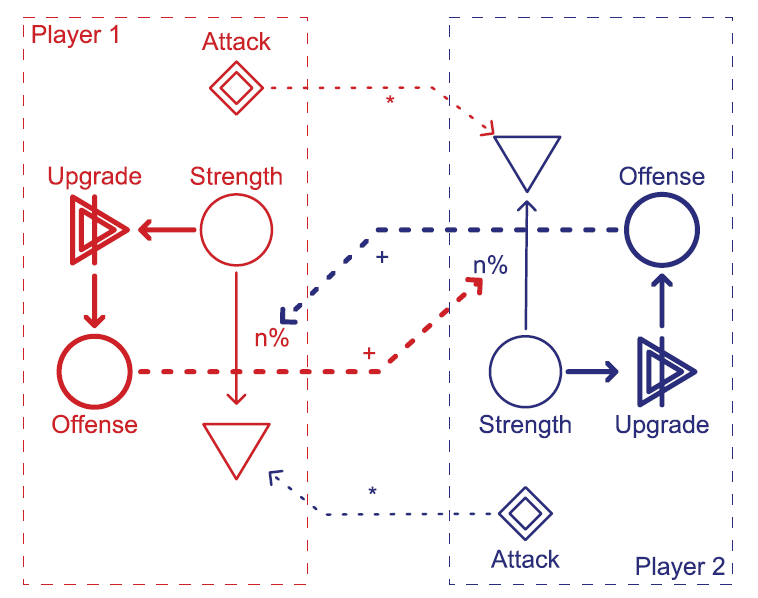 Player 1
Attack
*
Upgrade
Strength
Offense
+
n%
n%
+
Offense
Strength
Upgrade
*
Attack
Player 2